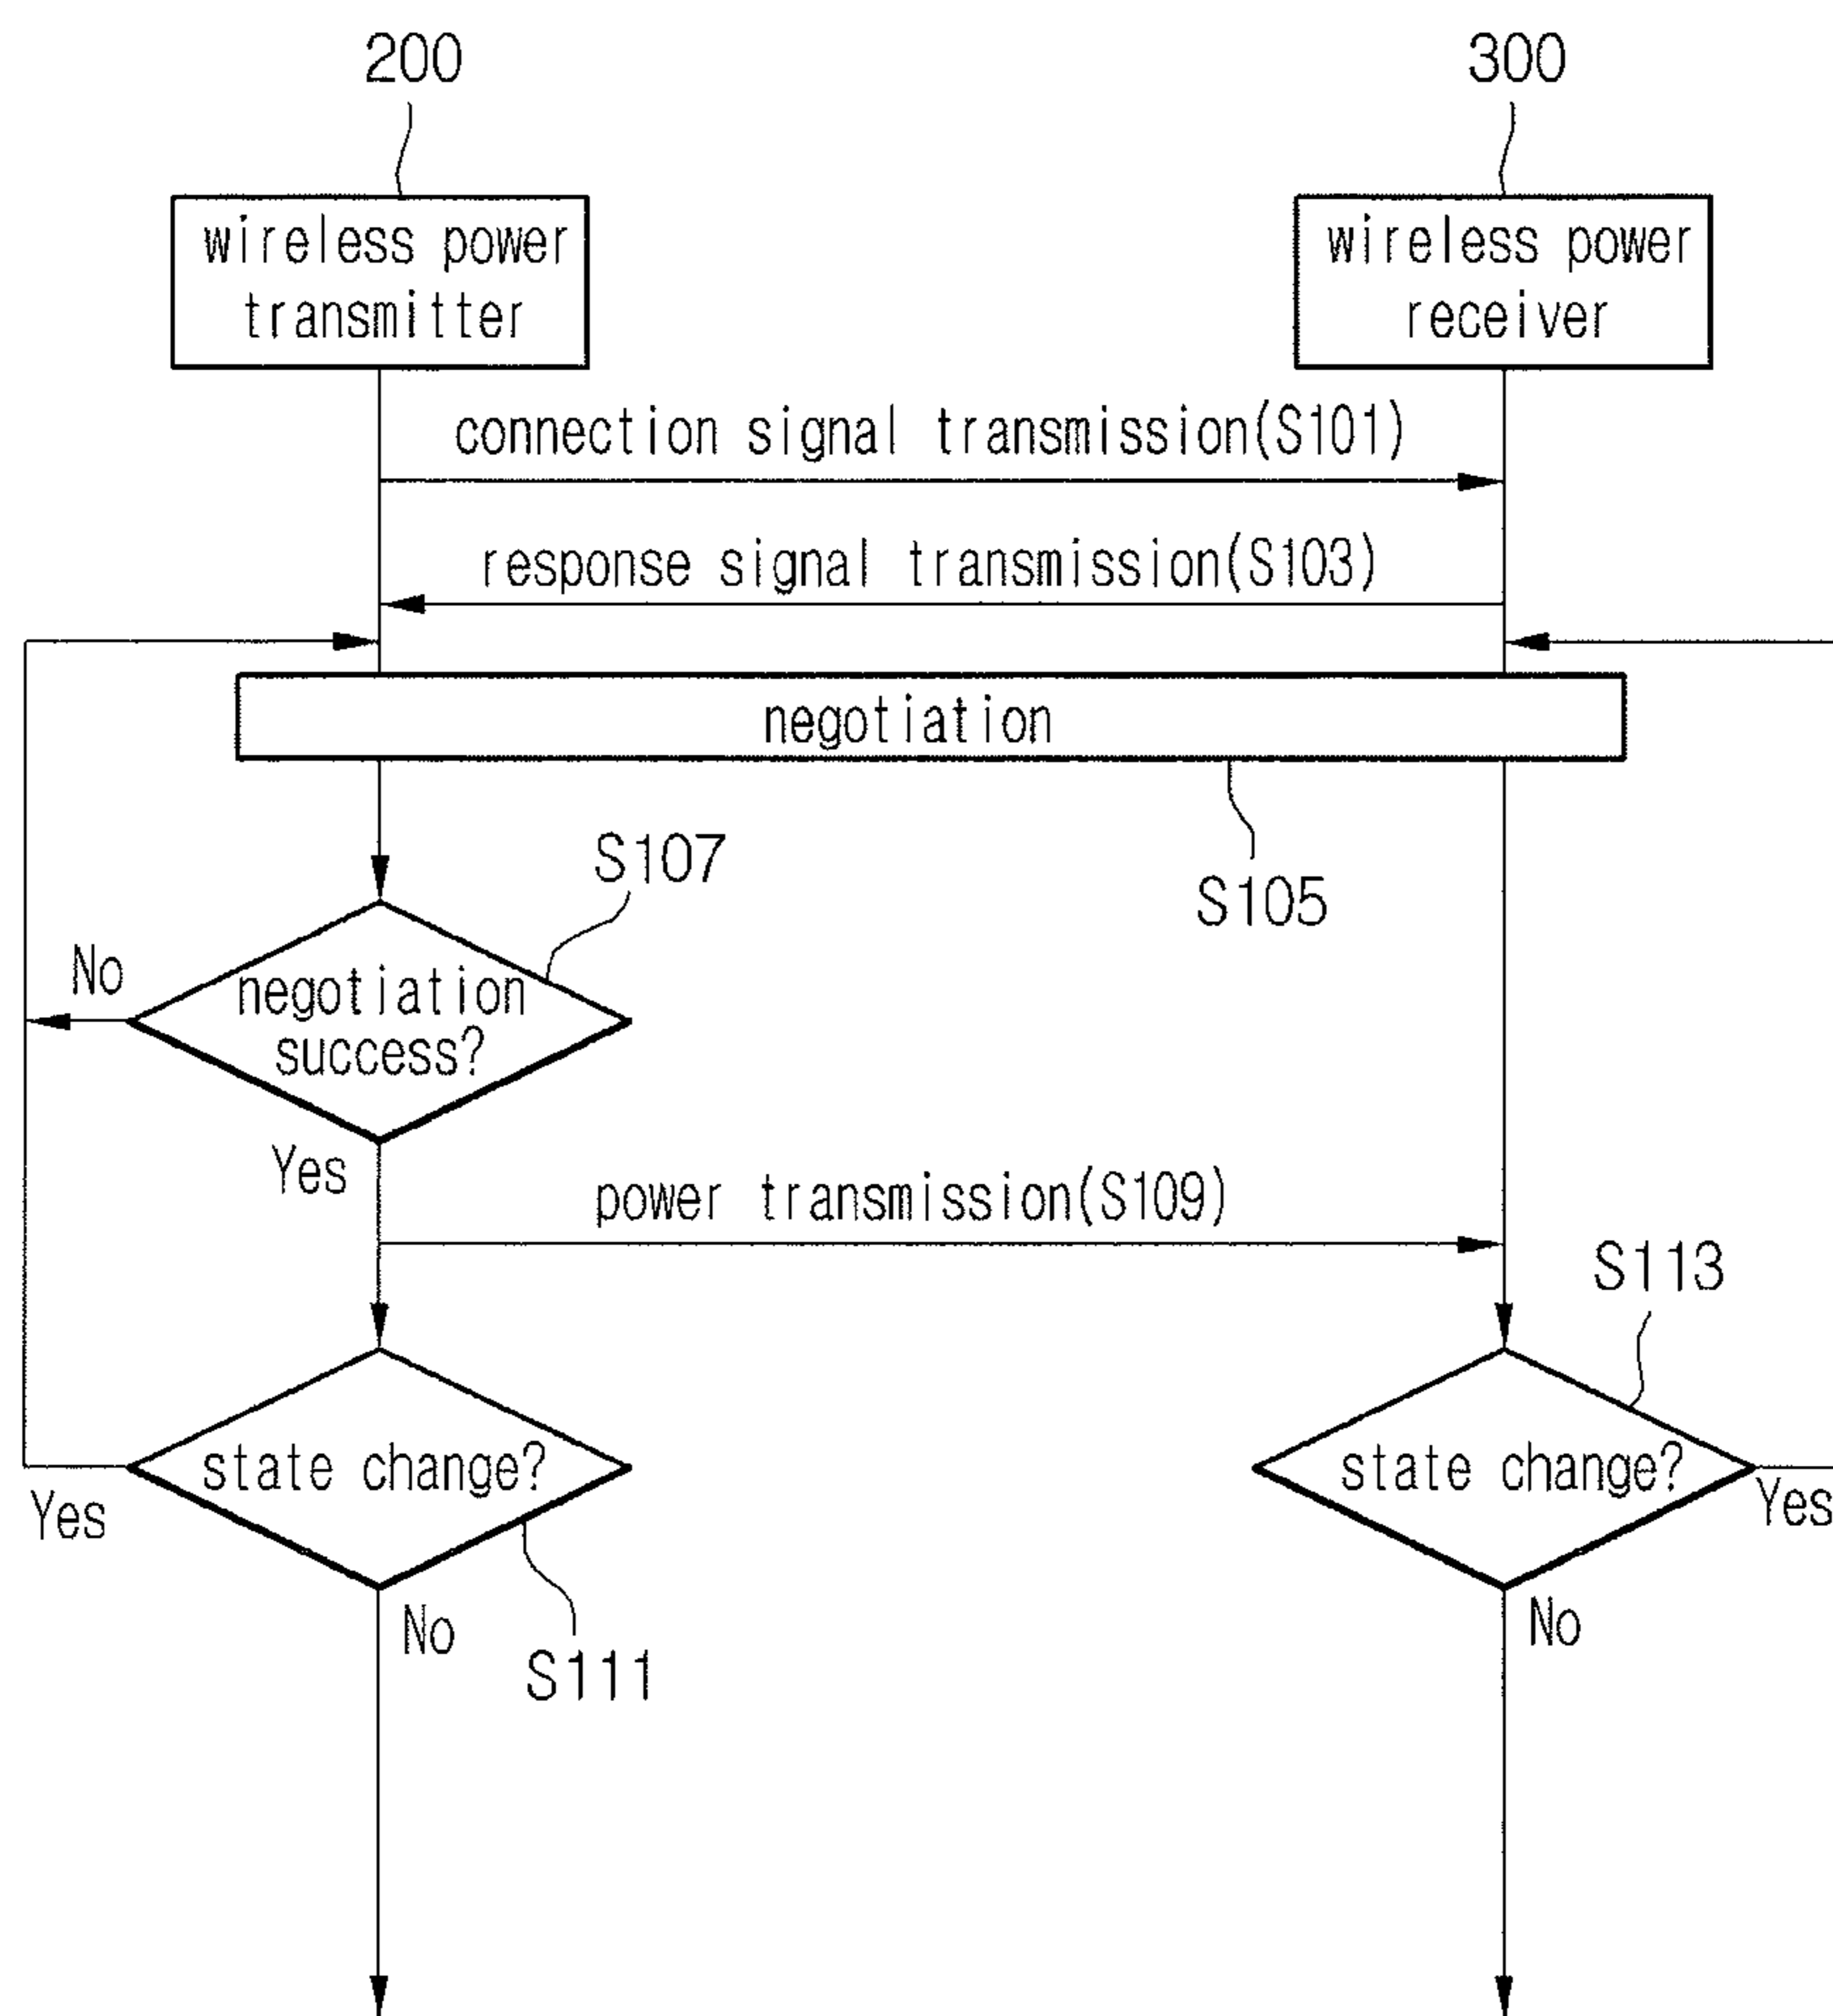 200
300
wireless power
transmitter
wireless power
receiver
connection signal transmission(S101)
response signal transmission(S103)
negotiation
S107
S105
No
negotiation
success?
Yes
power transmission(S109)
S113
state change?
state change?
Yes
Yes
No
No
S111